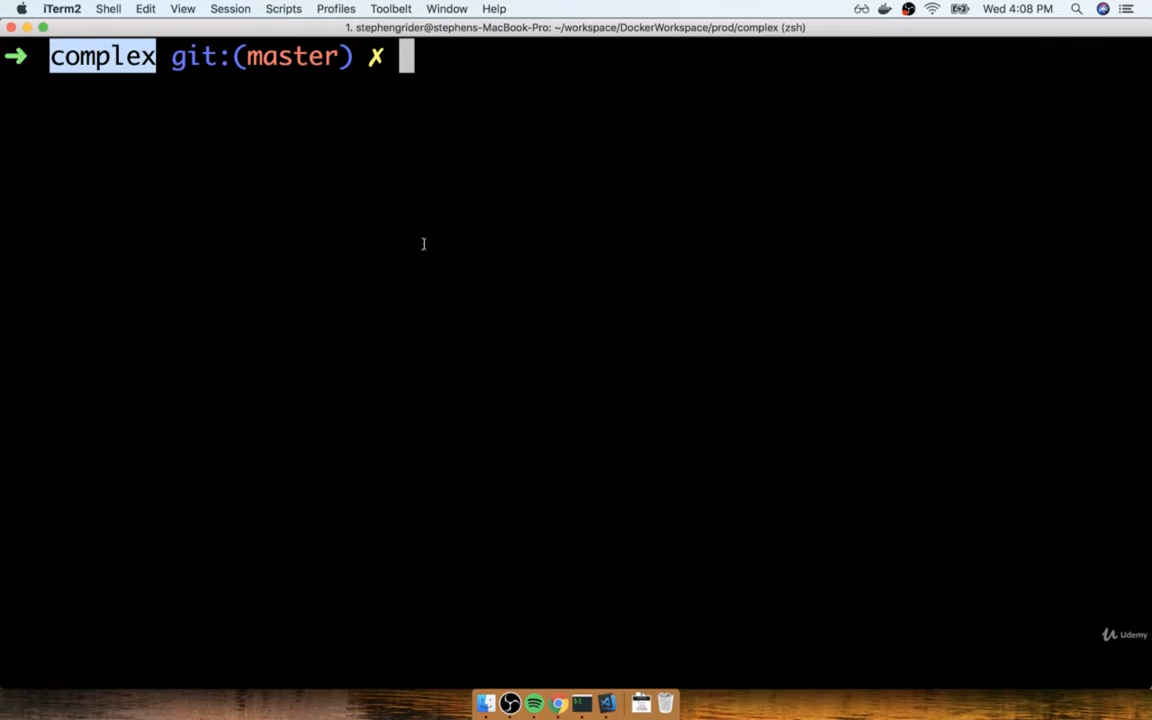 iTerm2 Shell Edit View Session Scripts Profiles Toolbelt Window Help Wed 4:08 PM
1. stephengrider@stephens-MacBook-Pro: ~/workspace/DockerWorkspace/prod/complex (zsh)
➜ complex git:(master) ✗
Udemy